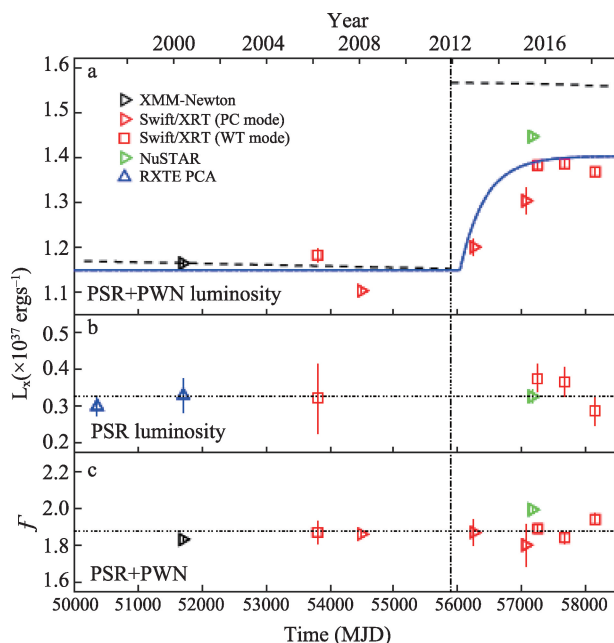 Year
2000 2004 2008 2012 2016
a
1.6
1.5
1.4
1.3
1.2
1.1
XMM-Newton
Swift/XRT (PC mode)
Swift/XRT (WT mode)
NuSTAR
RXTE PCA
PSR+PWN luminosity
Lₓ(×10³⁷ ergs⁻¹)
b
0.5
0.4
0.3
0.2
PSR luminosity
c
2.2
2.0
1.8
1.6
PSR+PWN
50000 51000 52000 53000 54000 55000 56000 57000 58000
Time (MJD)